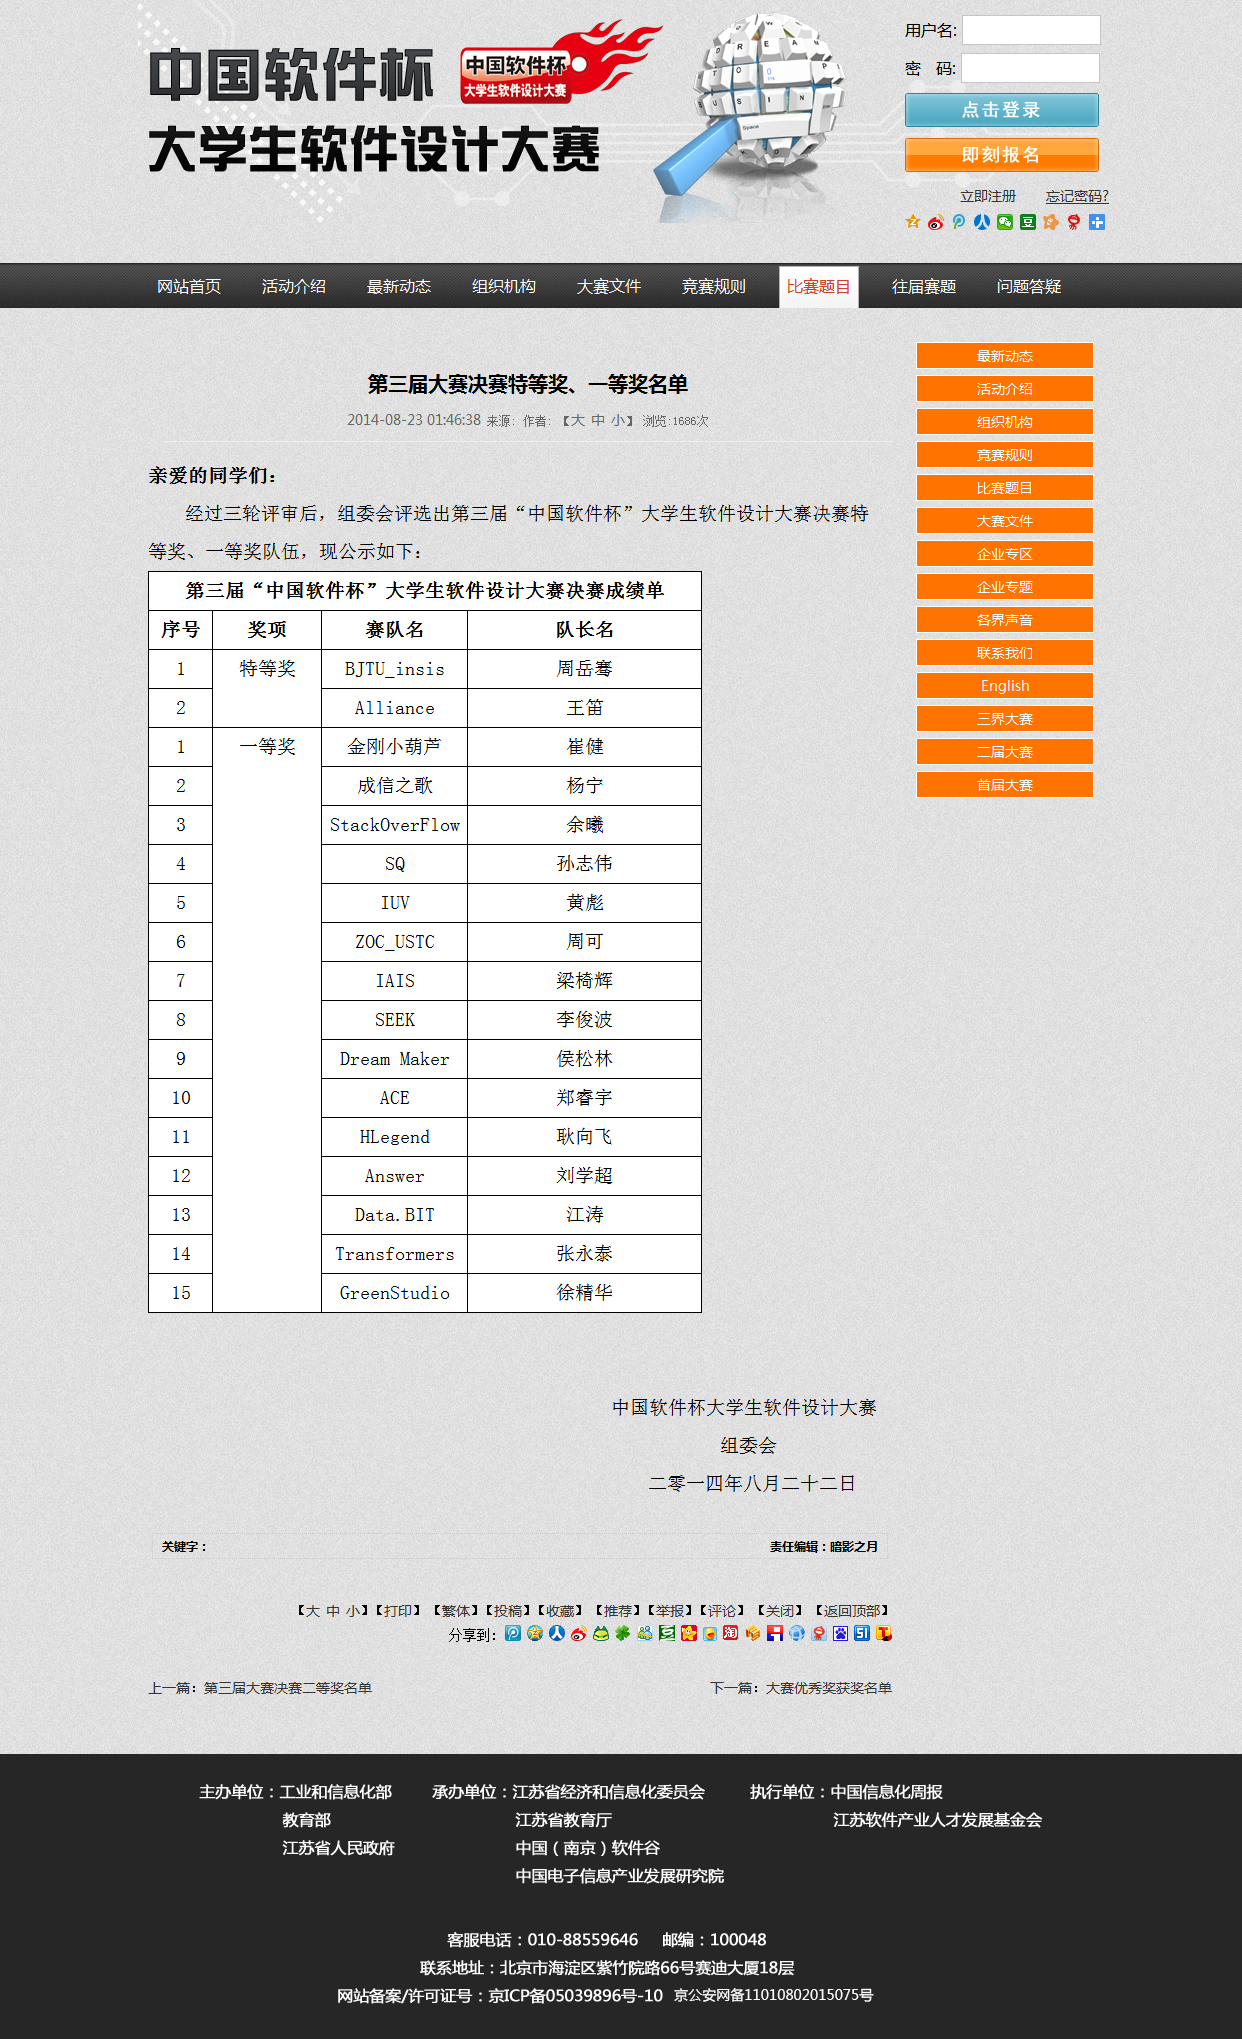 中国软件杯
大学生软件设计大赛
中国软件杯
大学生软件设计大赛
用户名:
密 码:
点击登录
即刻报名
立即注册 忘记密码?
网站首页 活动介绍 最新动态 组织机构 大赛文件 竞赛规则 比赛题目 往届赛题 问题答疑
第三届大赛决赛特等奖、一等奖名单
2014-08-23 01:46:38 来源: 作者: 【大 中 小】 浏览:1686次
亲爱的同学们：
经过三轮评审后，组委会评选出第三届“中国软件杯”大学生软件设计大赛决赛特
等奖、一等奖队伍，现公示如下：
第三届“中国软件杯”大学生软件设计大赛决赛成绩单
序号 奖项 赛队名 队长名
1 特等奖 BJTU_insis 周岳骞
2 Alliance 王笛
1 一等奖 金刚小葫芦 崔健
2 成信之歌 杨宁
3 StackOverFlow 余曦
4 SQ 孙志伟
5 IUV 黄彪
6 ZOC_USTC 周可
7 IAIS 梁椅辉
8 SEEK 李俊波
9 Dream Maker 侯松林
10 ACE 郑睿宇
11 HLegend 耿向飞
12 Answer 刘学超
13 Data.BIT 江涛
14 Transformers 张永泰
15 GreenStudio 徐精华
中国软件杯大学生软件设计大赛
组委会
二零一四年八月二十二日
关键字： 责任编辑：暗影之月
【大 中 小】【打印】 【繁体】【投稿】【收藏】 【推荐】【举报】【评论】 【关闭】 【返回顶部】
分享到：
上一篇：第三届大赛决赛二等奖名单 下一篇：大赛优秀奖获奖名单
最新动态
活动介绍
组织机构
竞赛规则
比赛题目
大赛文件
企业专区
企业专题
各界声音
联系我们
English
三界大赛
二届大赛
首届大赛
主办单位：工业和信息化部 承办单位：江苏省经济和信息化委员会 执行单位：中国信息化周报
教育部 江苏省教育厅 江苏软件产业人才发展基金会
江苏省人民政府 中国（南京）软件谷
中国电子信息产业发展研究院
客服电话：010-88559646 邮编：100048
联系地址：北京市海淀区紫竹院路66号赛迪大厦18层
网站备案/许可证号：京ICP备05039896号-10 京公安网备11010802015075号